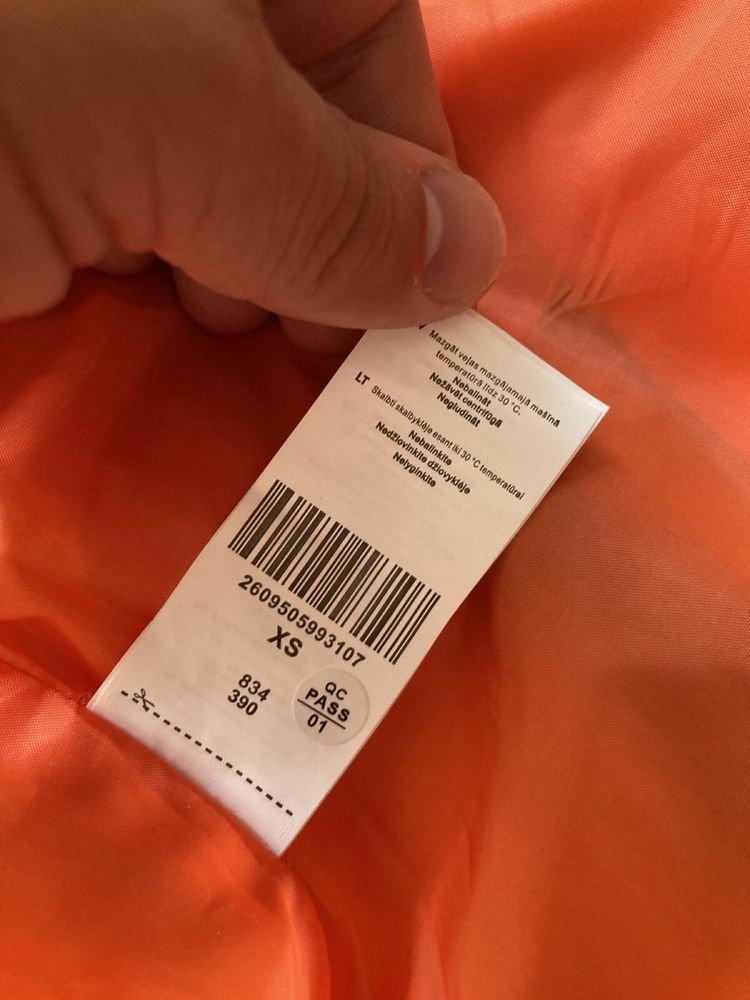 Mazgāt veļas mazgājamajā mašīnā
temperatūrā līdz 30 °C.
Nebalināt
Nežāvēt centrifūgā
Negludināt
LT Skalbti skalbyklėje esant iki 30 °C temperatūrai
Nebalinkite
Nedžiovinkite džiovyklėje
Nelyginkite
2609505993107
XS
834
390
QC
PASS
01